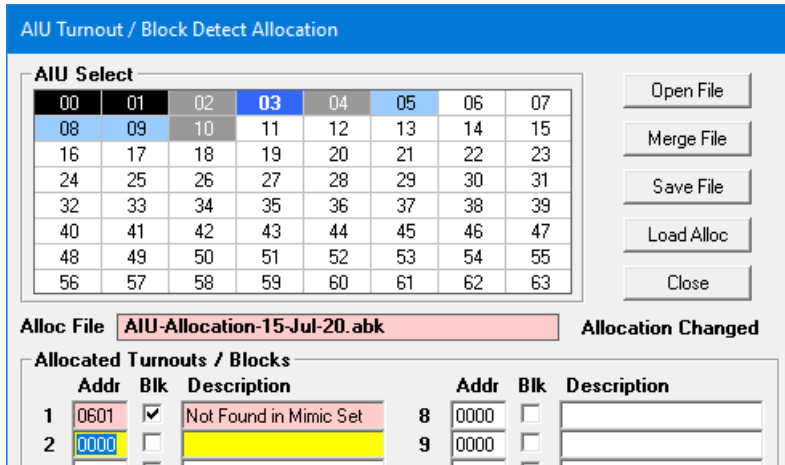 AIU Turnout / Block Detect Allocation
AIU Select
00 01 02 03 04 05 06 07
08 09 10 11 12 13 14 15
16 17 18 19 20 21 22 23
24 25 26 27 28 29 30 31
32 33 34 35 36 37 38 39
40 41 42 43 44 45 46 47
48 49 50 51 52 53 54 55
56 57 58 59 60 61 62 63
Open File
Merge File
Save File
Load Alloc
Close
Alloc File AIU-Allocation-15-Jul-20.abk Allocation Changed
Allocated Turnouts / Blocks
Addr Blk Description Addr Blk Description
1 0601 Not Found in Mimic Set 8 0000
2 0000 9 0000